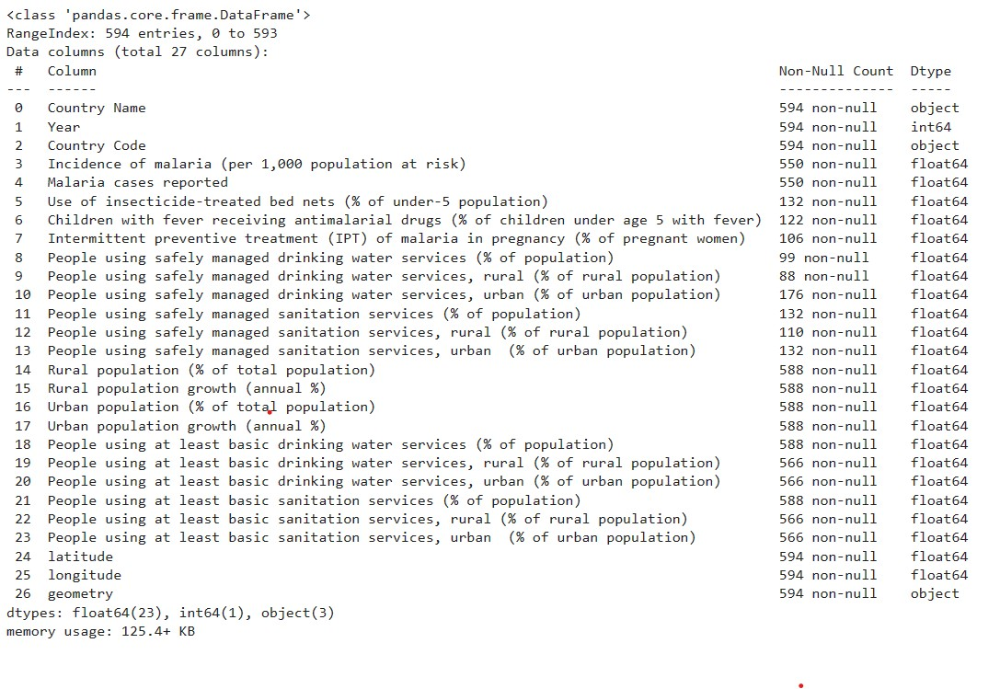 <class 'pandas.core.frame.DataFrame'>
RangeIndex: 594 entries, 0 to 593
Data columns (total 27 columns):
 #   Column                                                                                  Non-Null Count  Dtype
---  ------                                                                                  --------------  -----
 0   Country Name                                                                            594 non-null    object
 1   Year                                                                                    594 non-null    int64
 2   Country Code                                                                            594 non-null    object
 3   Incidence of malaria (per 1,000 population at risk)                                     550 non-null    float64
 4   Malaria cases reported                                                                  550 non-null    float64
 5   Use of insecticide-treated bed nets (% of under-5 population)                           132 non-null    float64
 6   Children with fever receiving antimalarial drugs (% of children under age 5 with fever)  122 non-null    float64
 7   Intermittent preventive treatment (IPT) of malaria in pregnancy (% of pregnant women)   106 non-null    float64
 8   People using safely managed drinking water services (% of population)                   99 non-null     float64
 9   People using safely managed drinking water services, rural (% of rural population)      88 non-null     float64
 10  People using safely managed drinking water services, urban (% of urban population)      176 non-null    float64
 11  People using safely managed sanitation services (% of population)                       132 non-null    float64
 12  People using safely managed sanitation services, rural (% of rural population)          110 non-null    float64
 13  People using safely managed sanitation services, urban  (% of urban population)         132 non-null    float64
 14  Rural population (% of total population)                                                588 non-null    float64
 15  Rural population growth (annual %)                                                      588 non-null    float64
 16  Urban population (% of total population)                                                588 non-null    float64
 17  Urban population growth (annual %)                                                      588 non-null    float64
 18  People using at least basic drinking water services (% of population)                   588 non-null    float64
 19  People using at least basic drinking water services, rural (% of rural population)      566 non-null    float64
 20  People using at least basic drinking water services, urban (% of urban population)      566 non-null    float64
 21  People using at least basic sanitation services (% of population)                       588 non-null    float64
 22  People using at least basic sanitation services, rural (% of rural population)          566 non-null    float64
 23  People using at least basic sanitation services, urban  (% of urban population)         566 non-null    float64
 24  latitude                                                                                594 non-null    float64
 25  longitude                                                                               594 non-null    float64
 26  geometry                                                                                594 non-null    object
dtypes: float64(23), int64(1), object(3)
memory usage: 125.4+ KB